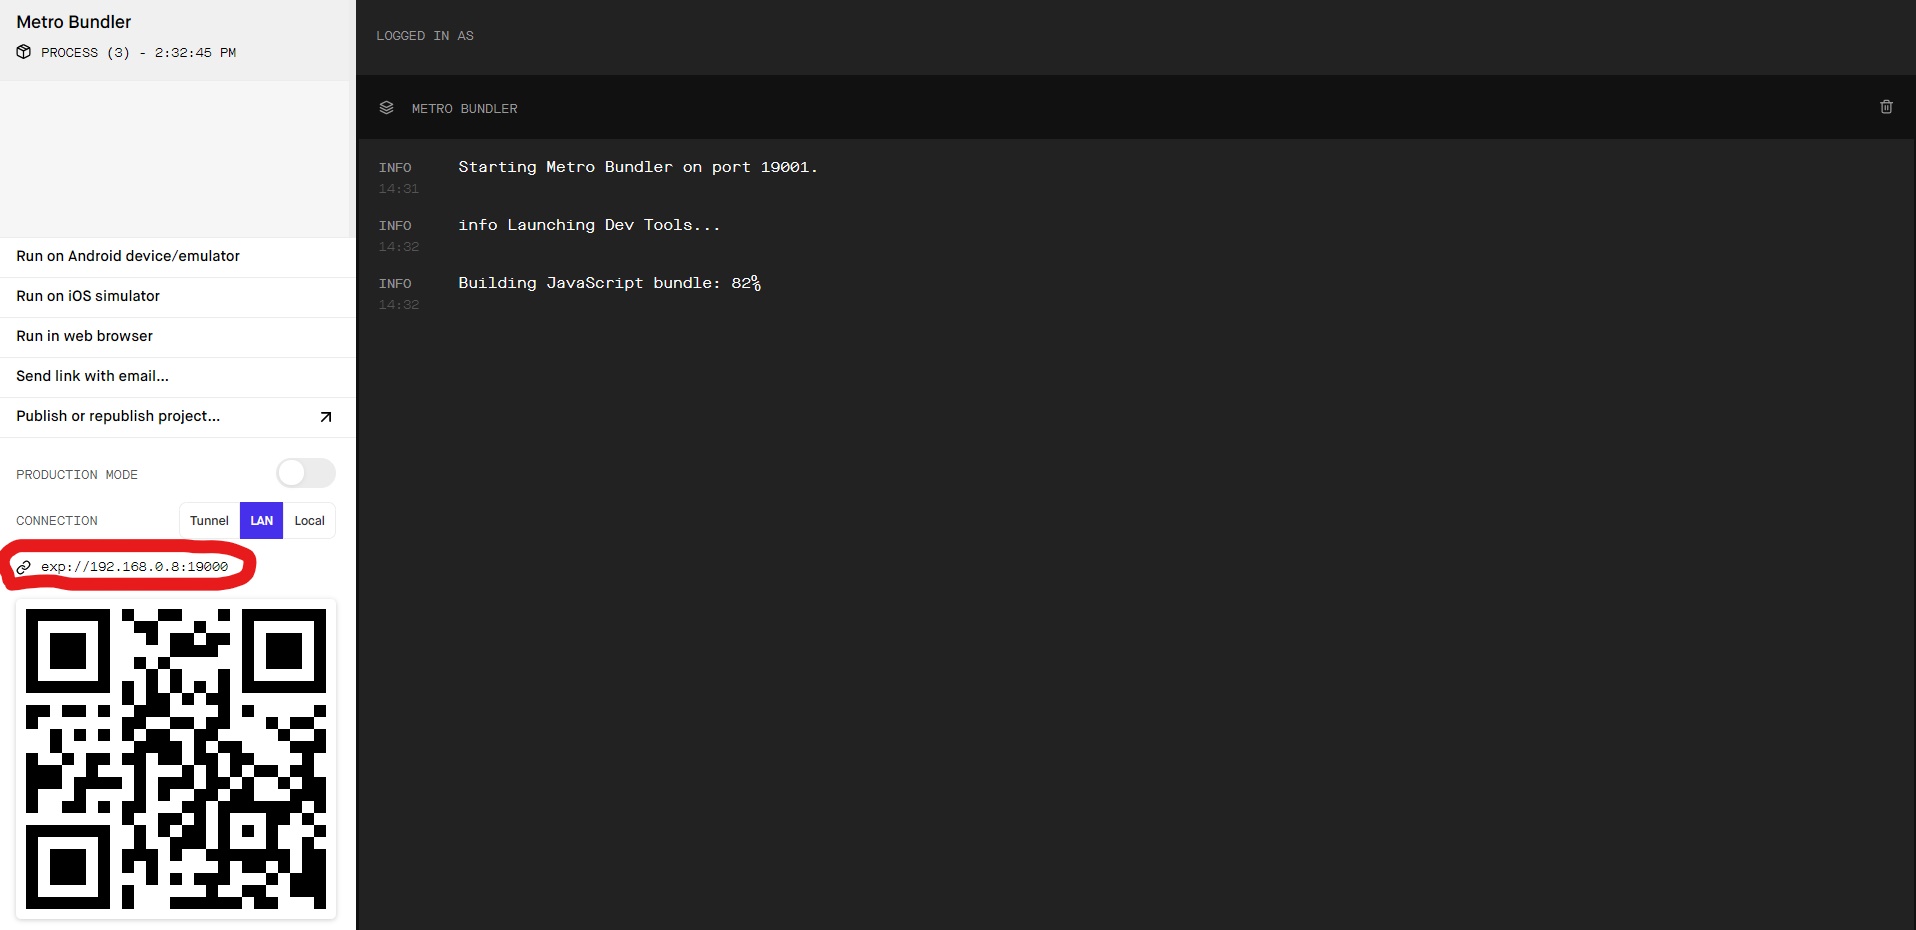 Metro Bundler
PROCESS (3) - 2:32:45 PM
Run on Android device/emulator
Run on iOS simulator
Run in web browser
Send link with email...
Publish or republish project...
PRODUCTION MODE
CONNECTION Tunnel LAN Local
exp://192.168.0.8:19000
LOGGED IN AS
METRO BUNDLER
INFO Starting Metro Bundler on port 19001.
14:31
INFO info Launching Dev Tools...
14:32
INFO Building JavaScript bundle: 82%
14:32